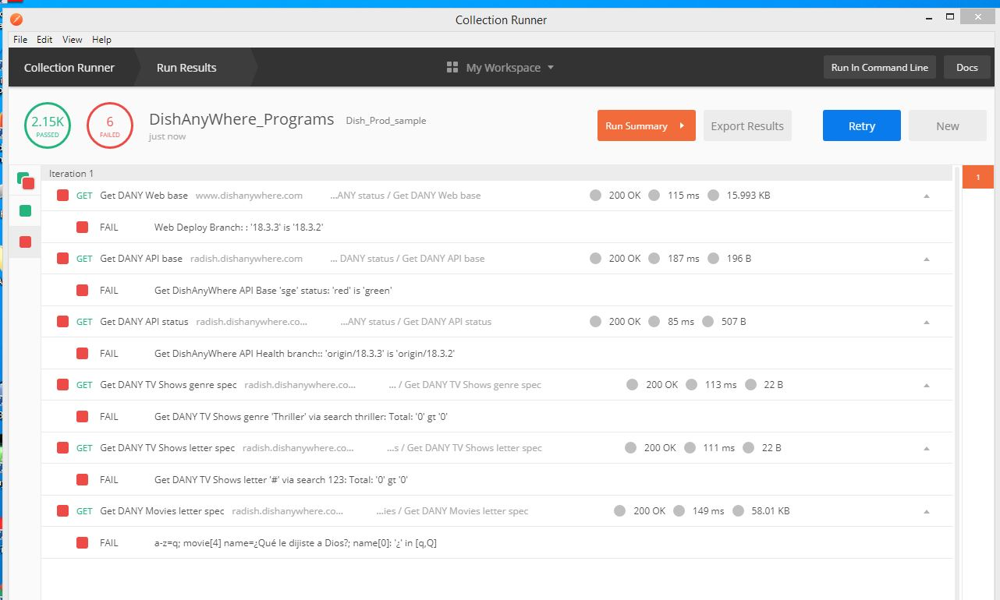 Collection Runner
File Edit View Help
Collection Runner Run Results My Workspace Run In Command Line Docs
2.15K PASSED 6 FAILED DishAnyWhere_Programs Dish_Prod_sample Run Summary Export Results Retry New
just now
Iteration 1 1
GET Get DANY Web base www.dishanywhere.com ...ANY status / Get DANY Web base 200 OK 115 ms 15.993 KB
FAIL Web Deploy Branch: : '18.3.3' is '18.3.2'
GET Get DANY API base radish.dishanywhere.com ... DANY status / Get DANY API base 200 OK 187 ms 196 B
FAIL Get DishAnyWhere API Base 'sge' status: 'red' is 'green'
GET Get DANY API status radish.dishanywhere.co... ...ANY status / Get DANY API status 200 OK 85 ms 507 B
FAIL Get DishAnyWhere API Health branch:: 'origin/18.3.3' is 'origin/18.3.2'
GET Get DANY TV Shows genre spec radish.dishanywhere.co... ... / Get DANY TV Shows genre spec 200 OK 113 ms 22 B
FAIL Get DANY TV Shows genre 'Thriller' via search thriller: Total: '0' gt '0'
GET Get DANY TV Shows letter spec radish.dishanywhere.co... ...s / Get DANY TV Shows letter spec 200 OK 111 ms 22 B
FAIL Get DANY TV Shows letter '#' via search 123: Total: '0' gt '0'
GET Get DANY Movies letter spec radish.dishanywhere.co... ...ies / Get DANY Movies letter spec 200 OK 149 ms 58.01 KB
FAIL a-z=q; movie[4] name=¿Qué le dijiste a Dios?; name[0]: '¿' in [q,Q]